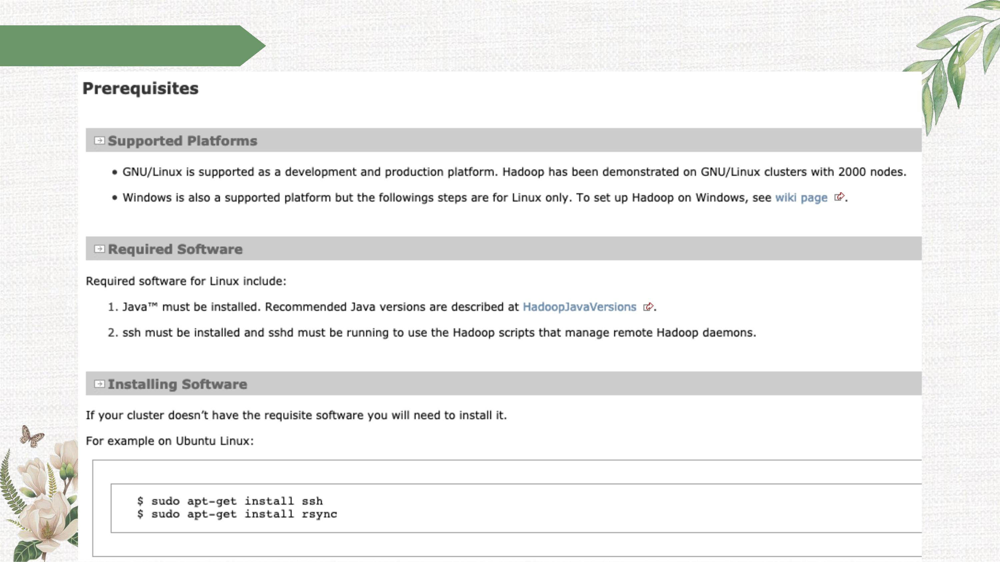 Prerequisites
Supported Platforms
• GNU/Linux is supported as a development and production platform. Hadoop has been demonstrated on GNU/Linux clusters with 2000 nodes.
• Windows is also a supported platform but the followings steps are for Linux only. To set up Hadoop on Windows, see wiki page.
Required Software
Required software for Linux include:
1. Java™ must be installed. Recommended Java versions are described at HadoopJavaVersions.
2. ssh must be installed and sshd must be running to use the Hadoop scripts that manage remote Hadoop daemons.
Installing Software
If your cluster doesn’t have the requisite software you will need to install it.
For example on Ubuntu Linux:
$ sudo apt-get install ssh
$ sudo apt-get install rsync